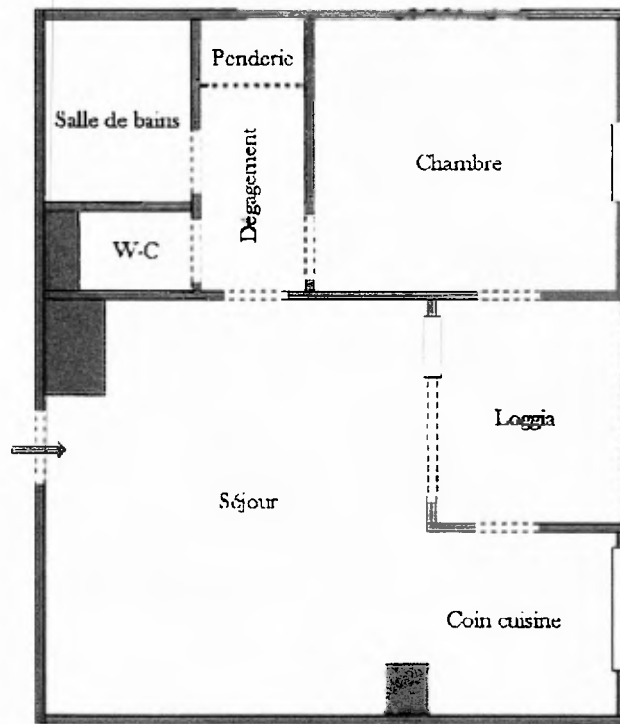 Penderie
Salle de bains
Dégagement
Chambre
W-C
Loggia
Séjour
Coin cuisine